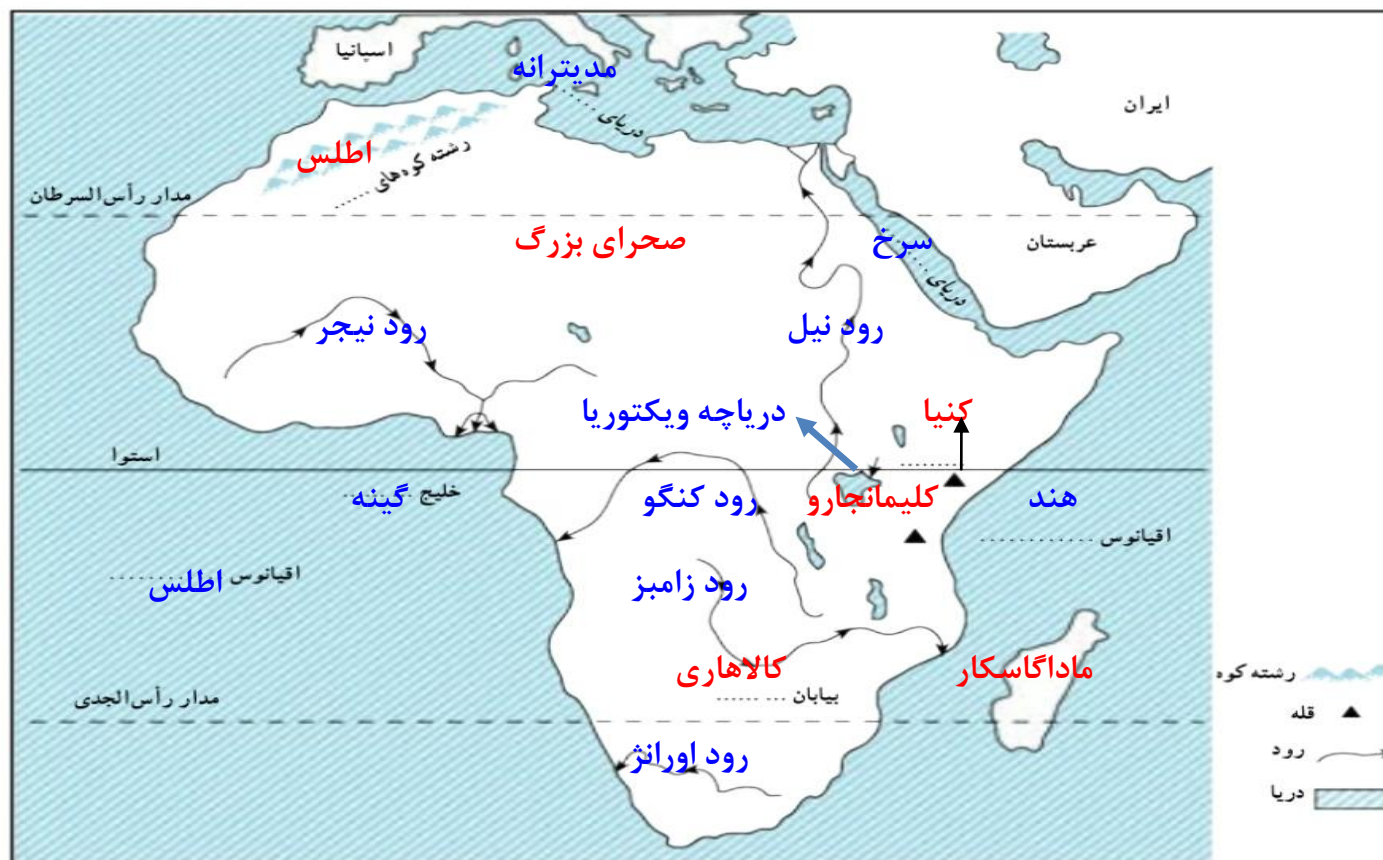 اسپانیا
مدیترانه
دریای ..........
ایران
اطلس
رشته کوه‌های
..........
مدار رأس‌السرطان
صحرای بزرگ
سرخ
دریای ..........
عربستان
رود نیجر
رود نیل
دریاچه ویکتوریا
کنیا
..........
استوا
خلیج ..........
گینه
رود کنگو
کلیمانجارو
هند
اقیانوس ............
اقیانوس ............
اطلس
رود زامبز
کالاهاری
بیابان ..........
ماداگاسکار
مدار رأس‌الجدی
رود اورانژ
رشته کوه
قله
رود
دریا